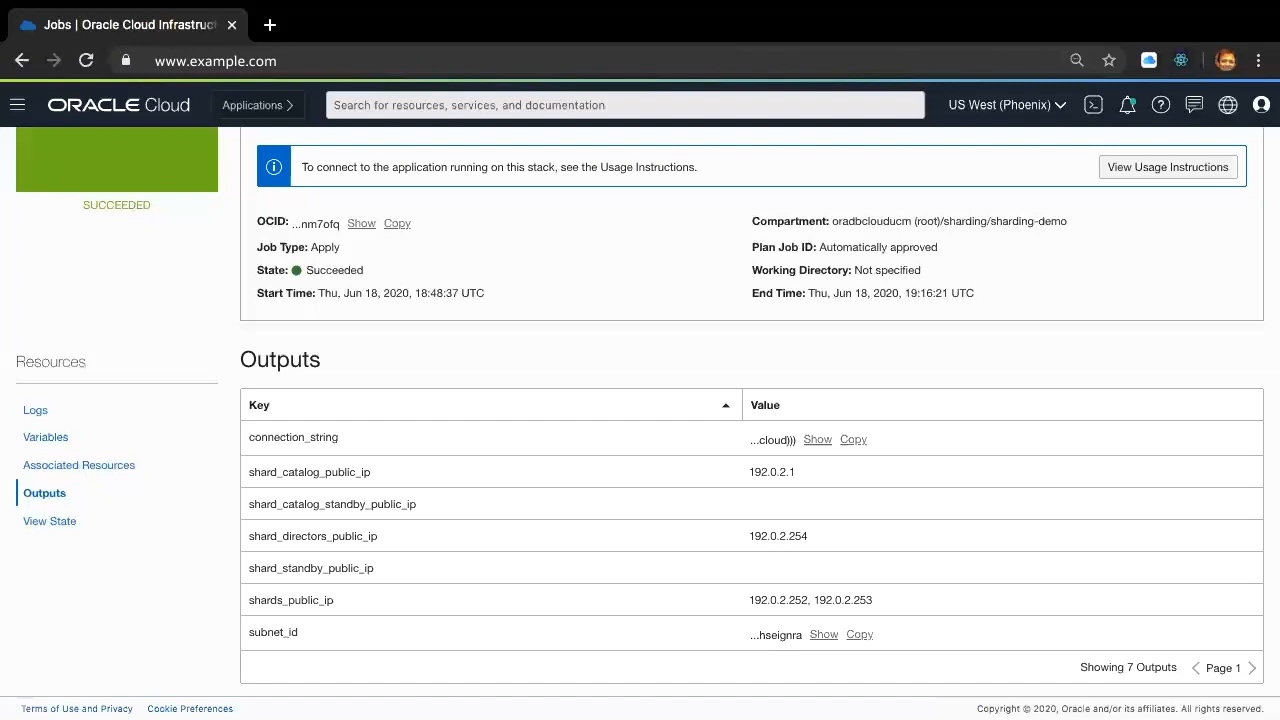 Jobs | Oracle Cloud Infrastruct
www.example.com
ORACLE Cloud
Applications
Search for resources, services, and documentation
US West (Phoenix)
SUCCEEDED
To connect to the application running on this stack, see the Usage Instructions.
View Usage Instructions
OCID: ...nm7ofq Show Copy
Compartment: oradbclouducm (root)/sharding/sharding-demo
Job Type: Apply
Plan Job ID: Automatically approved
State: Succeeded
Working Directory: Not specified
Start Time: Thu, Jun 18, 2020, 18:48:37 UTC
End Time: Thu, Jun 18, 2020, 19:16:21 UTC
Resources
Logs
Variables
Associated Resources
Outputs
View State
Outputs
Key Value
connection_string ...cloud))) Show Copy
shard_catalog_public_ip 192.0.2.1
shard_catalog_standby_public_ip
shard_directors_public_ip 192.0.2.254
shard_standby_public_ip
shards_public_ip 192.0.2.252, 192.0.2.253
subnet_id ...hseignra Show Copy
Showing 7 Outputs Page 1
Terms of Use and Privacy Cookie Preferences
Copyright © 2020, Oracle and/or its affiliates. All rights reserved.